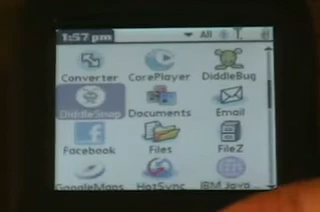 1:57 pm All
Converter CorePlayer DiddleBug
DiddleSnap Documents Email
Facebook Files FileZ
GoogleMaps HotSync IBM Java